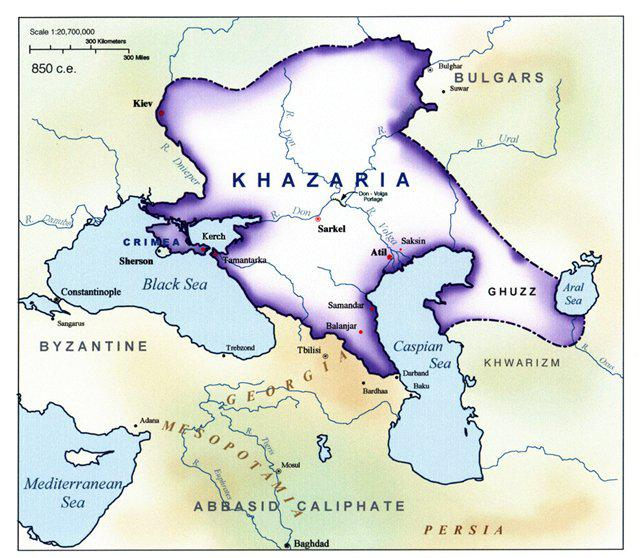 Scale 1:20,700,000
300 Kilometers
300 Miles
850 c.e.
Bulghar
BULGARS
Suwar
Kiev
R. Dnieper
R. Don
R.
R. Ural
KHAZARIA
Don - Volga
Portage
R. Don
R. Volga
R. Danube
CRIMEA
Kerch
Sarkel
Saksin
Atil
Sherson
Tamantarka
Black Sea
Constantinople
Sangarus
BYZANTINE
Trebzond
Samandar
Balanjar
Tbilisi
GEORGIA
Caspian
Sea
GHUZZ
Aral
Sea
KHWARIZM
R. Oxus
Darband
Baku
Bardhaa
Adana
MESOPOTAMIA
R. Tigris
Mosul
R. Euphrates
Mediterranean
Sea
ABBASID CALIPHATE
PERSIA
Baghdad